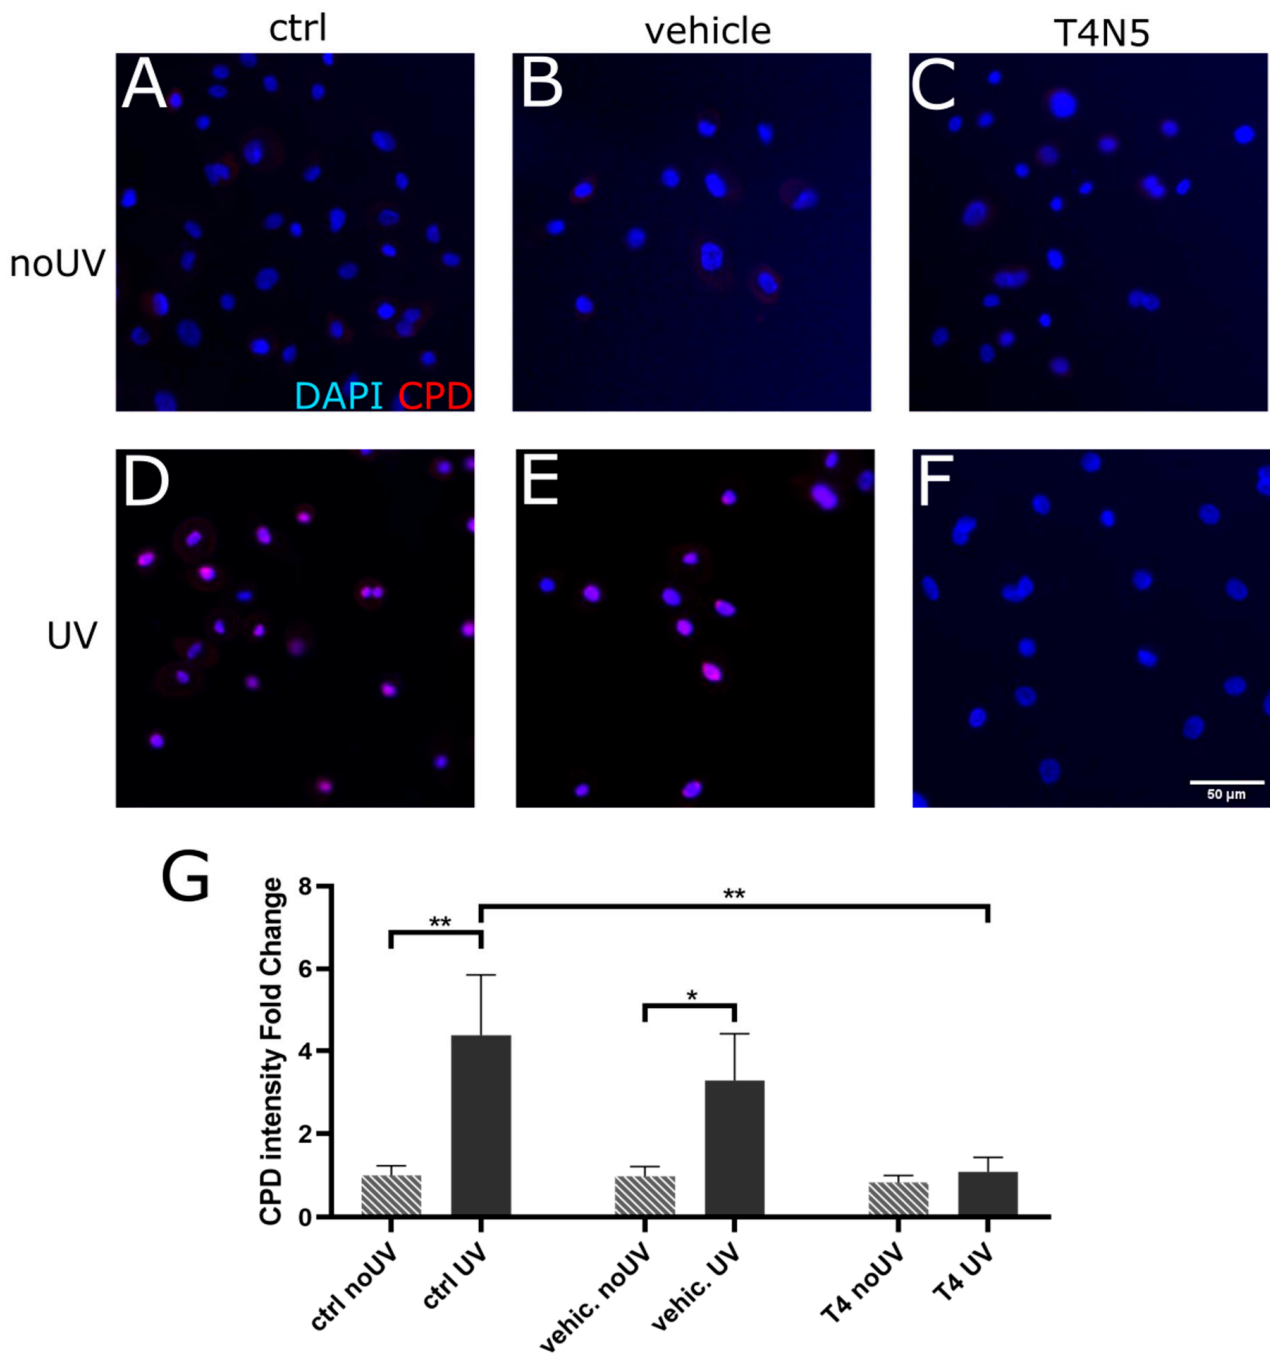 ctrl vehicle T4N5
A B C
noUV
DAPI CPD
D E F
UV
50 µm
G
CPD intensity Fold Change
8
6
4
2
0
**
**
*
ctrl noUV
ctrl UV
vehic. noUV
vehic. UV
T4 noUV
T4 UV